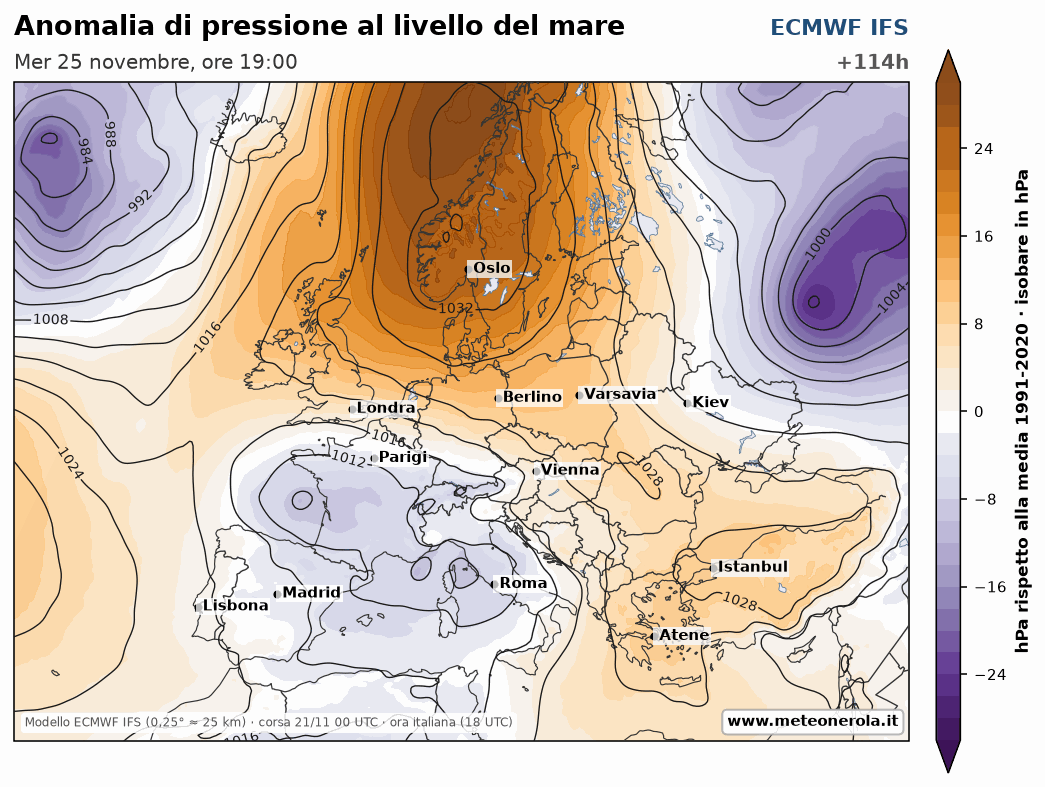 Anomalia di pressione al livello del mare
ECMWF IFS
Mer 25 novembre, ore 19:00
+114h
984
988
992
1000
1004
1008
1016
1032
1024
1016
1012
1028
1028
1016
Oslo
Berlino
Varsavia
Kiev
Londra
Parigi
Vienna
Istanbul
Madrid
Roma
Lisbona
Atene
24
16
8
0
−8
−16
−24
hPa rispetto alla media 1991-2020 · isobare in hPa
Modello ECMWF IFS (0,25° ≈ 25 km) · corsa 21/11 00 UTC · ora italiana (18 UTC)
www.meteonerola.it